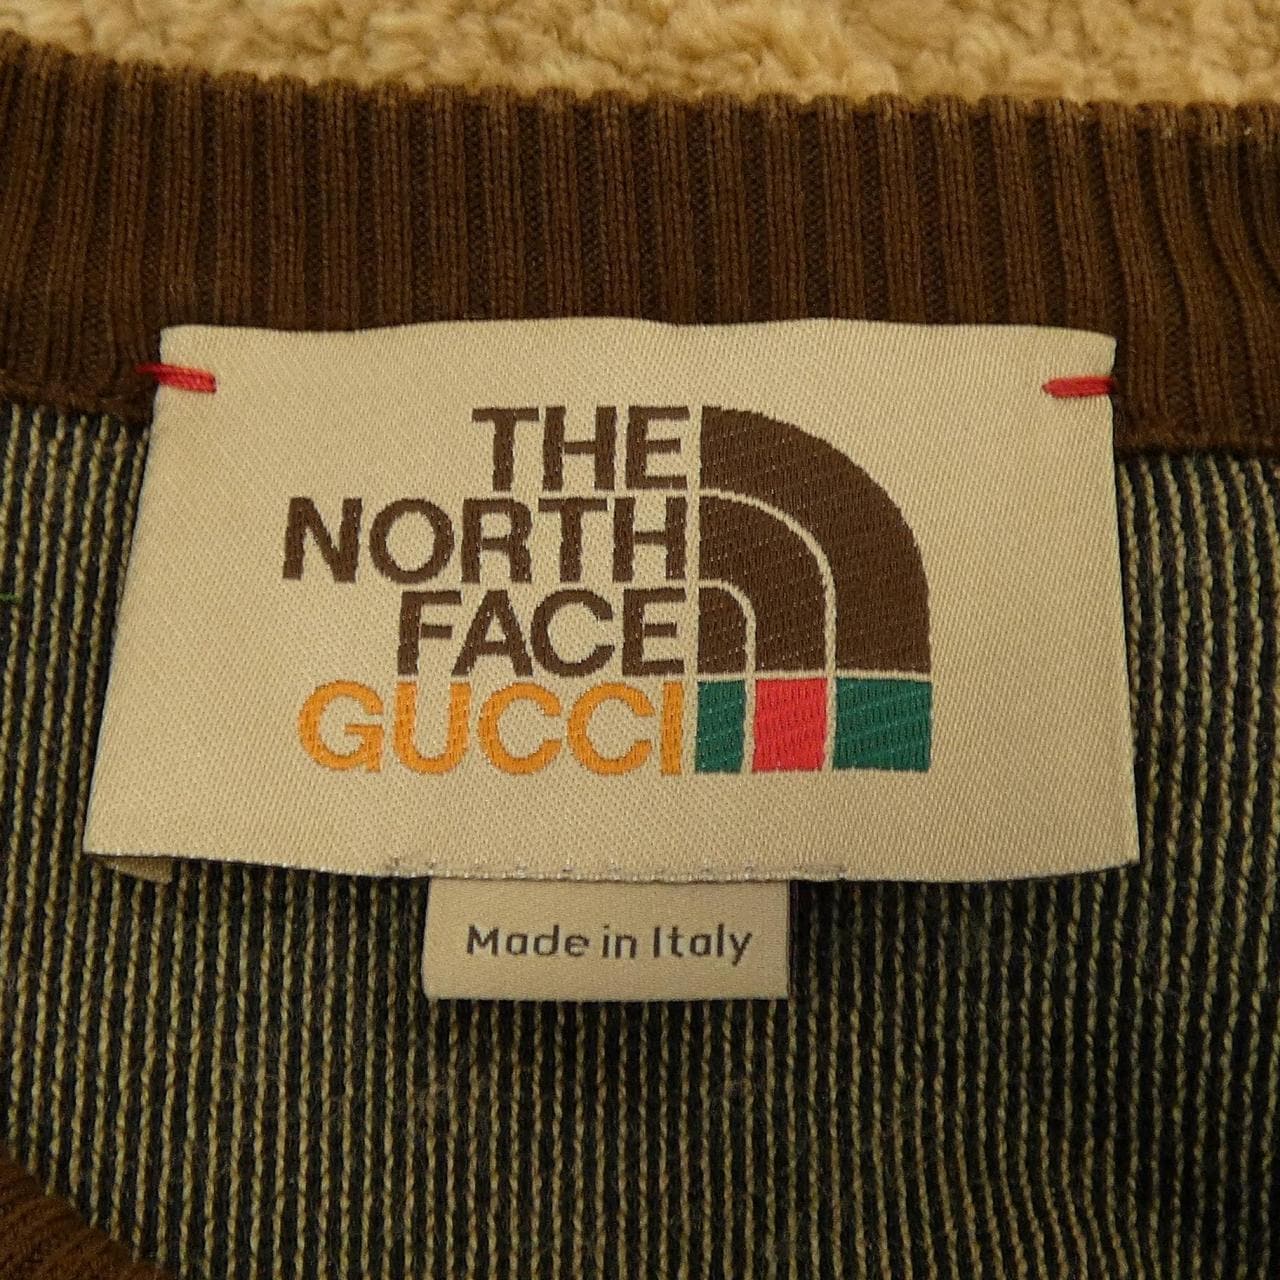 THE
NORTH
FACE
GUCCI
Made in Italy